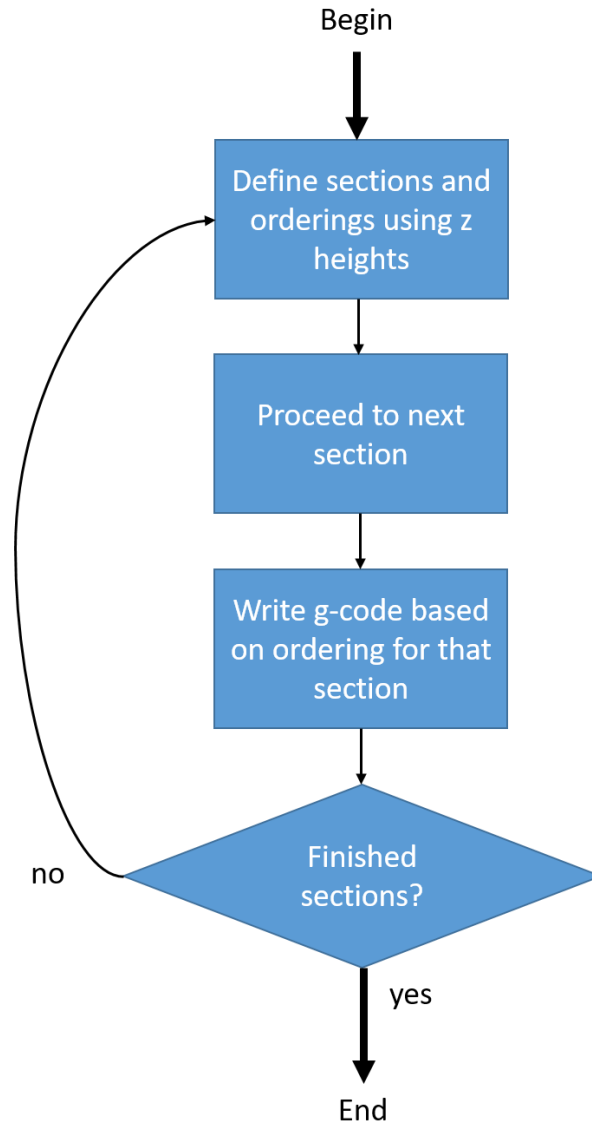 Begin
Define sections and
orderings using z
heights
Proceed to next
section
Write g-code based
on ordering for that
section
Finished
sections?
no
yes
End